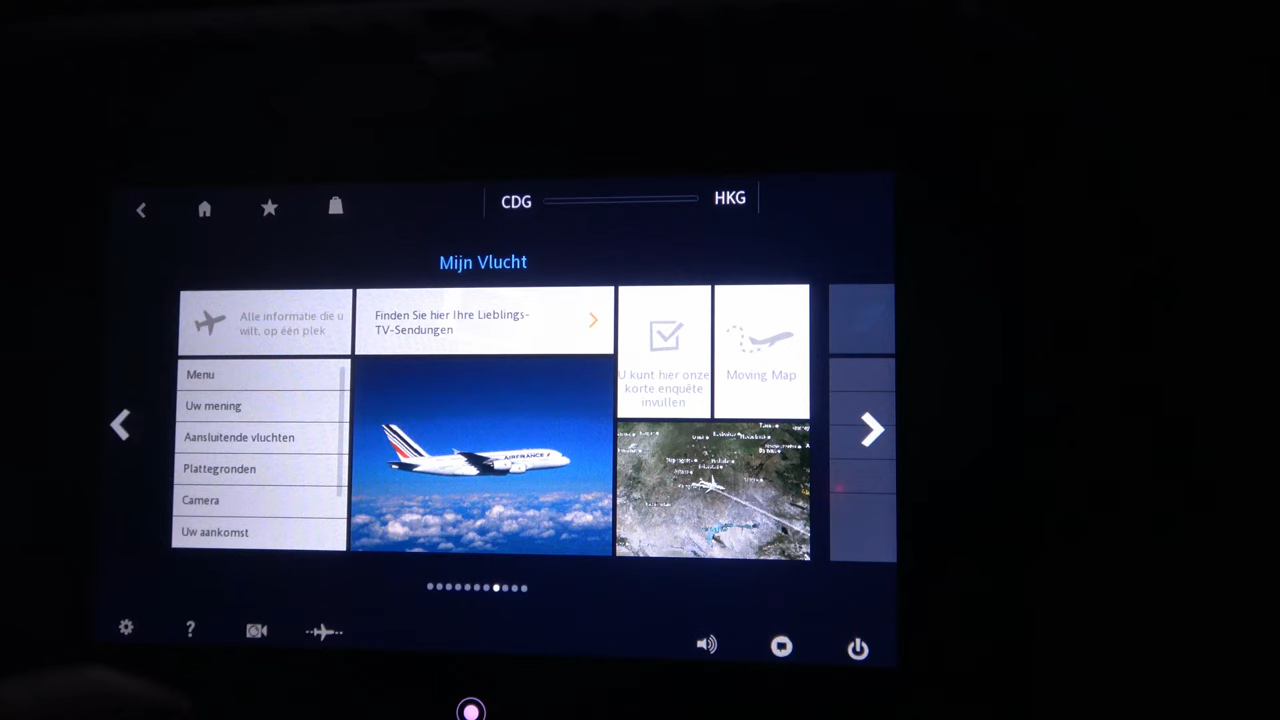 CDG
HKG
Mijn Vlucht
Alle informatie die u
wilt, op één plek
Finden Sie hier Ihre Lieblings-
TV-Sendungen
U kunt hier onze
korte enquête
invullen
Moving Map
Menu
Uw mening
Aansluitende vluchten
Plattegronden
Camera
Uw aankomst
AIRFRANCE
?